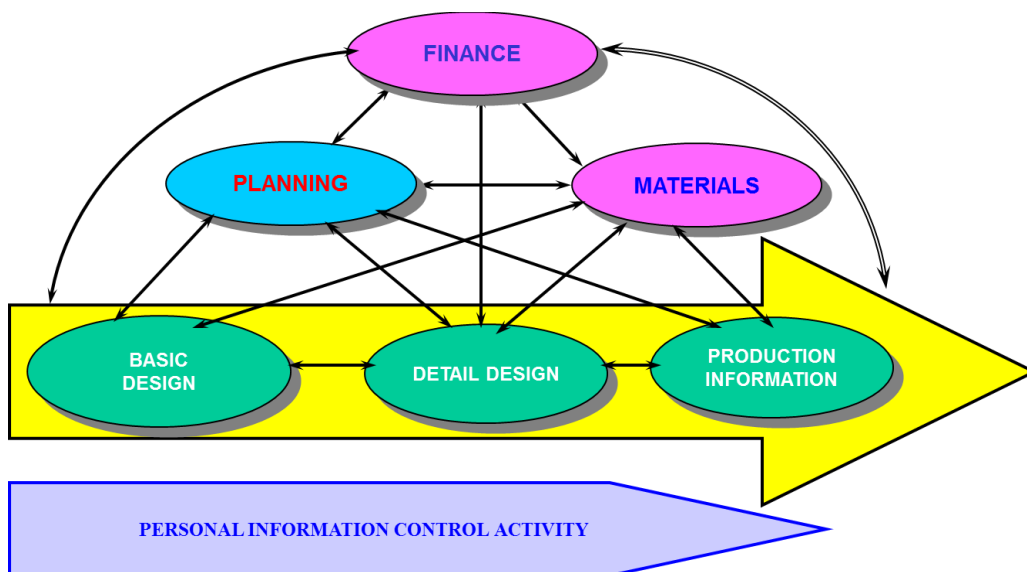 FINANCE
PLANNING
MATERIALS
BASIC
DESIGN
DETAIL DESIGN
PRODUCTION
INFORMATION
PERSONAL INFORMATION CONTROL ACTIVITY